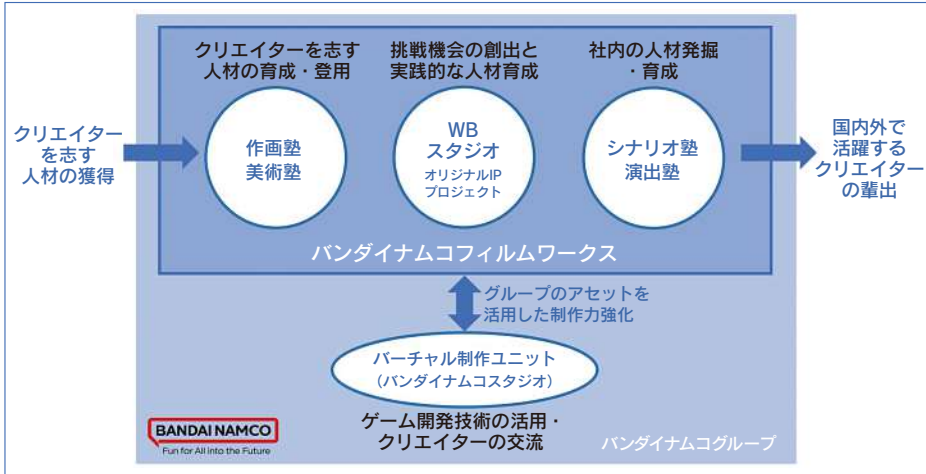 クリエイターを志す
人材の育成・登用
挑戦機会の創出と
実践的な人材育成
社内の人材発掘
・育成
クリエイター
を志す
人材の獲得
作画塾
美術塾
WB
スタジオ
オリジナルIP
プロジェクト
シナリオ塾
演出塾
国内外で
活躍する
クリエイター
の輩出
バンダイナムコフィルムワークス
グループのアセットを
活用した制作力強化
バーチャル制作ユニット
(バンダイナムコスタジオ)
ゲーム開発技術の活用・
クリエイターの交流
BANDAI NAMCO
Fun for All into the Future
バンダイナムコグループ